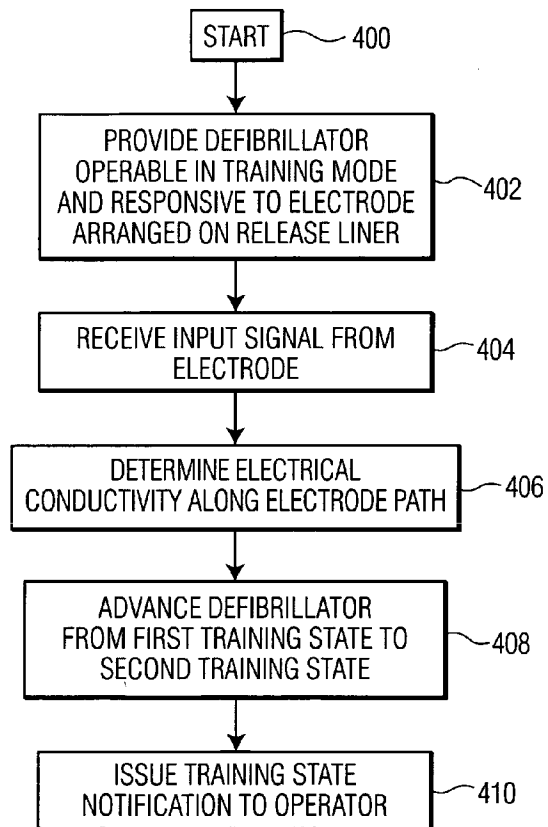 START
400
PROVIDE DEFIBRILLATOR
OPERABLE IN TRAINING MODE
AND RESPONSIVE TO ELECTRODE
ARRANGED ON RELEASE LINER
402
RECEIVE INPUT SIGNAL FROM
ELECTRODE
404
DETERMINE ELECTRICAL
CONDUCTIVITY ALONG ELECTRODE PATH
406
ADVANCE DEFIBRILLATOR
FROM FIRST TRAINING STATE TO
SECOND TRAINING STATE
408
ISSUE TRAINING STATE
NOTIFICATION TO OPERATOR
410